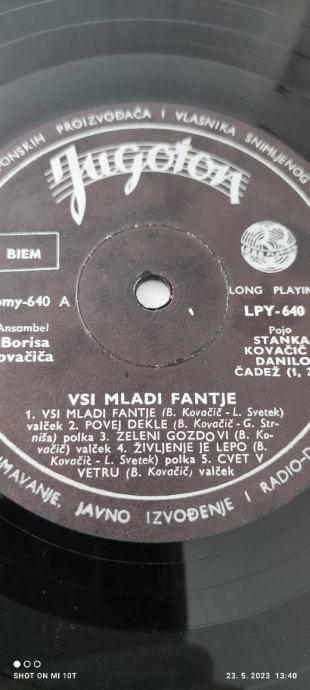 PROIZVOĐAČA I VLASNIKA SNIMLJENOG
Jugoton
BIEM
LONG PLAYIN
omy-640 A
LPY-640
Ansambel
Borisa
ovačiča
Pojo
STANKA
KOVAČIČ
DANILO
ČADEŽ (1, 2
VSI MLADI FANTJE
1. VSI MLADI FANTJE (B. Kovačič - L. Svetek)
valček 2. POVEJ DEKLE (B. Kovačič - G. Str-
niša) polka 3. ZELENI GOZDOVI (B. Ko-
vačič) valček 4. ŽIVLJENJE JE LEPO (B.
Kovačič - L. Svetek) polka 5. CVET V
VETRU (B. Kovačič) valček
IMAVANJE, JAVNO IZVOĐENJE I RADIO-D
SHOT ON MI 10T
23. 5. 2023 13:40